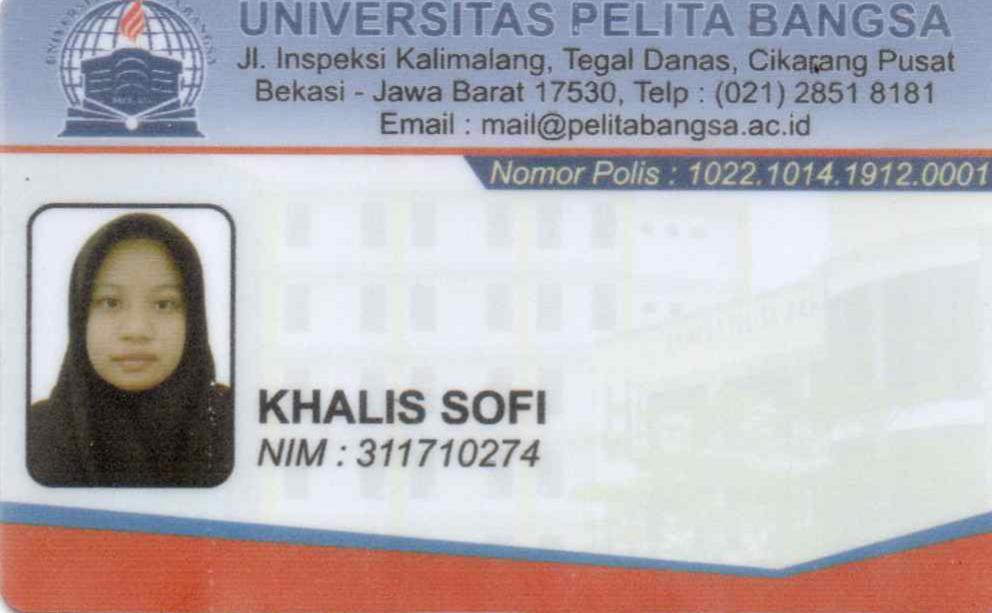 UNIVERSITAS PELITA BANGSA
Jl. Inspeksi Kalimalang, Tegal Danas, Cikarang Pusat
Bekasi - Jawa Barat 17530, Telp : (021) 2851 8181
Email : mail@pelitabangsa.ac.id
Nomor Polis : 1022.1014.1912.0001
KHALIS SOFI
NIM : 311710274